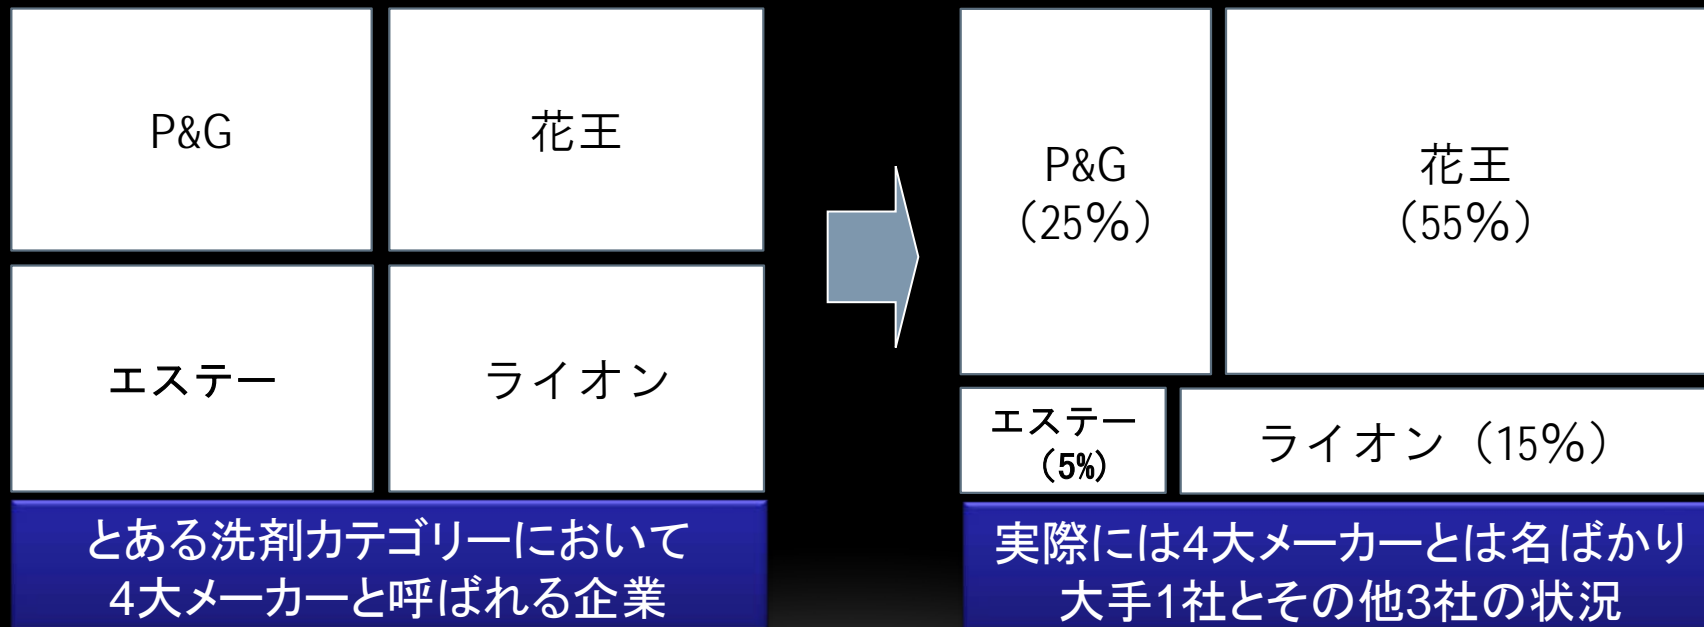 P&G
花王
エステー
ライオン
とある洗剤カテゴリーにおいて
4大メーカーと呼ばれる企業
P&G
（25%）
花王
（55%）
エステー
（5%）
ライオン（15%）
実際には4大メーカーとは名ばかり
大手1社とその他3社の状況